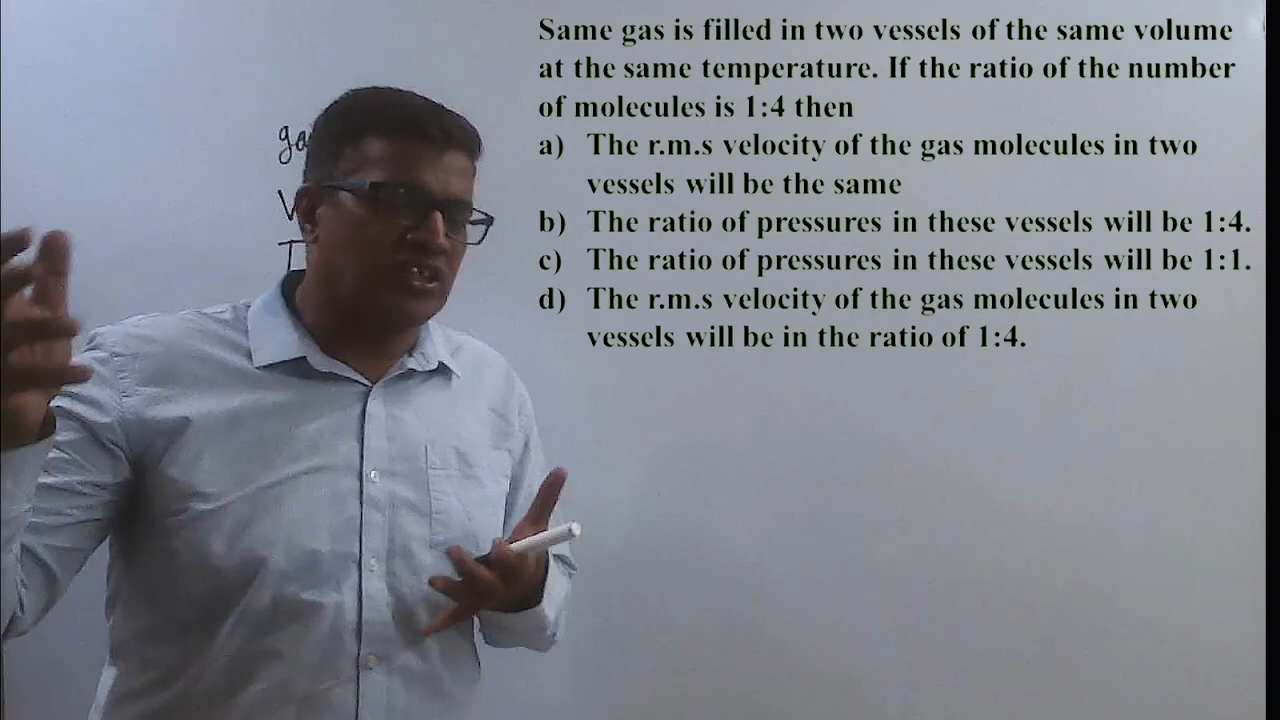 Same gas is filled in two vessels of the same volume
at the same temperature. If the ratio of the number
of molecules is 1:4 then
a) The r.m.s velocity of the gas molecules in two
vessels will be the same
b) The ratio of pressures in these vessels will be 1:4.
c) The ratio of pressures in these vessels will be 1:1.
d) The r.m.s velocity of the gas molecules in two
vessels will be in the ratio of 1:4.
V
T